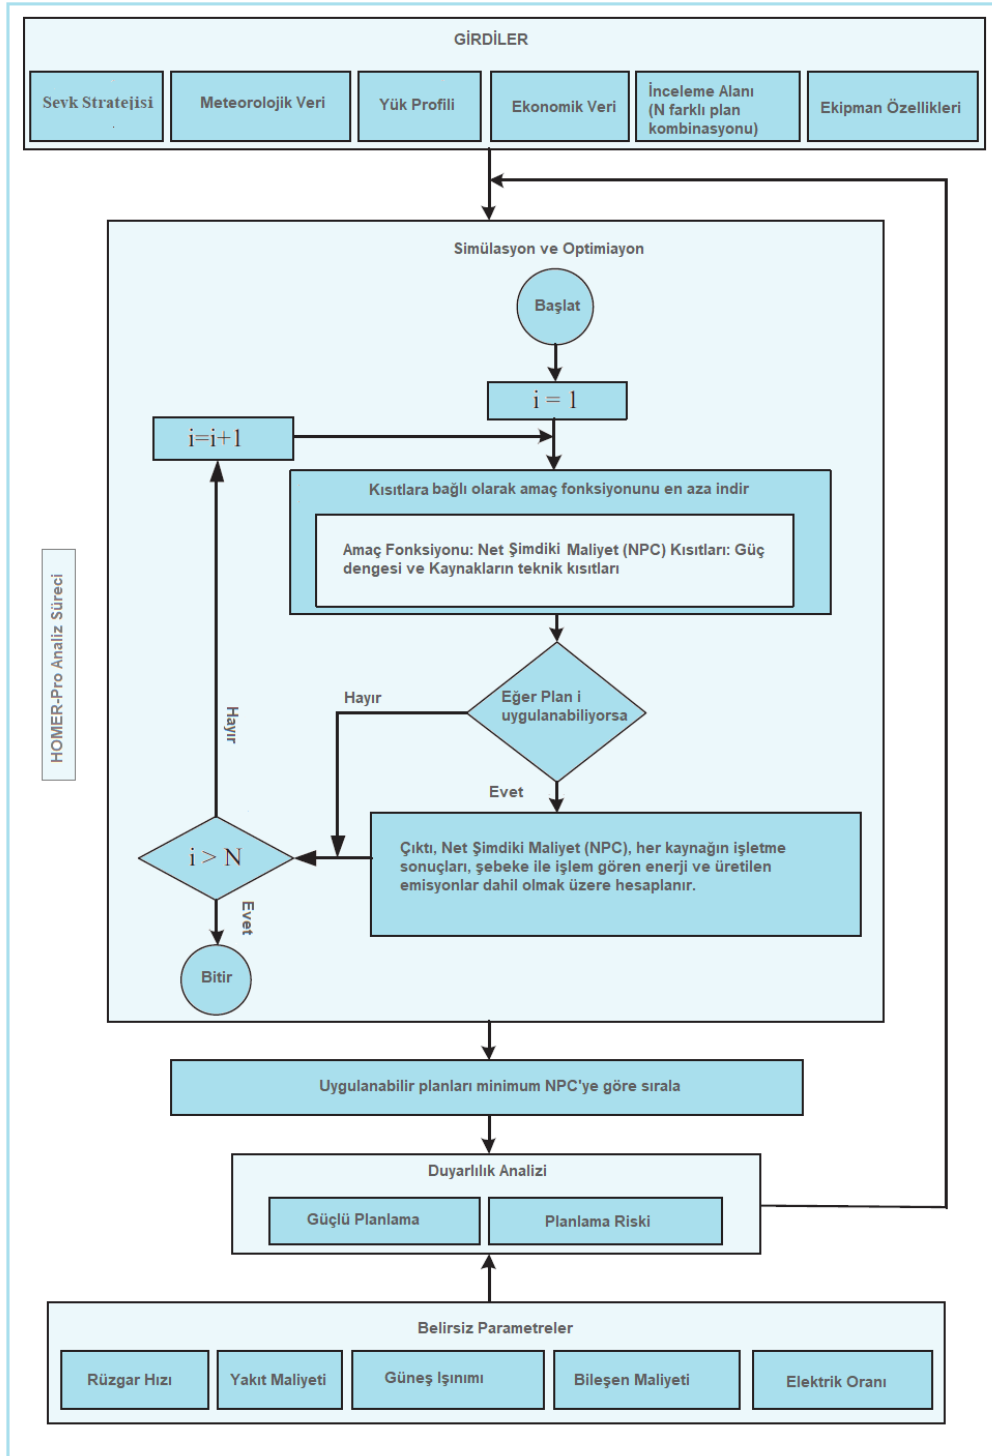 GİRDİLER
Sevk Stratejisi
Meteorolojik Veri
Yük Profili
Ekonomik Veri
İnceleme Alanı
(N farklı plan
kombinasyonu)
Ekipman Özellikleri
Simülasyon ve Optimiayon
Başlat
i = 1
i=i+1
Kısıtlara bağlı olarak amaç fonksiyonunu en aza indir
Amaç Fonksiyonu: Net Şimdiki Maliyet (NPC) Kısıtları: Güç
dengesi ve Kaynakların teknik kısıtları
HOMER-Pro Analiz Süreci
Eğer Plan i
uygulanabiliyorsa
Hayır
Hayır
Evet
i > N
Çıktı, Net Şimdiki Maliyet (NPC), her kaynağın işletme
sonuçları, şebeke ile işlem gören enerji ve üretilen
emisyonlar dahil olmak üzere hesaplanır.
Evet
Bitir
Uygulanabilir planları minimum NPC'ye göre sırala
Duyarlılık Analizi
Güçlü Planlama
Planlama Riski
Belirsiz Parametreler
Rüzgar Hızı
Yakıt Maliyeti
Güneş Işınımı
Bileşen Maliyeti
Elektrik Oranı